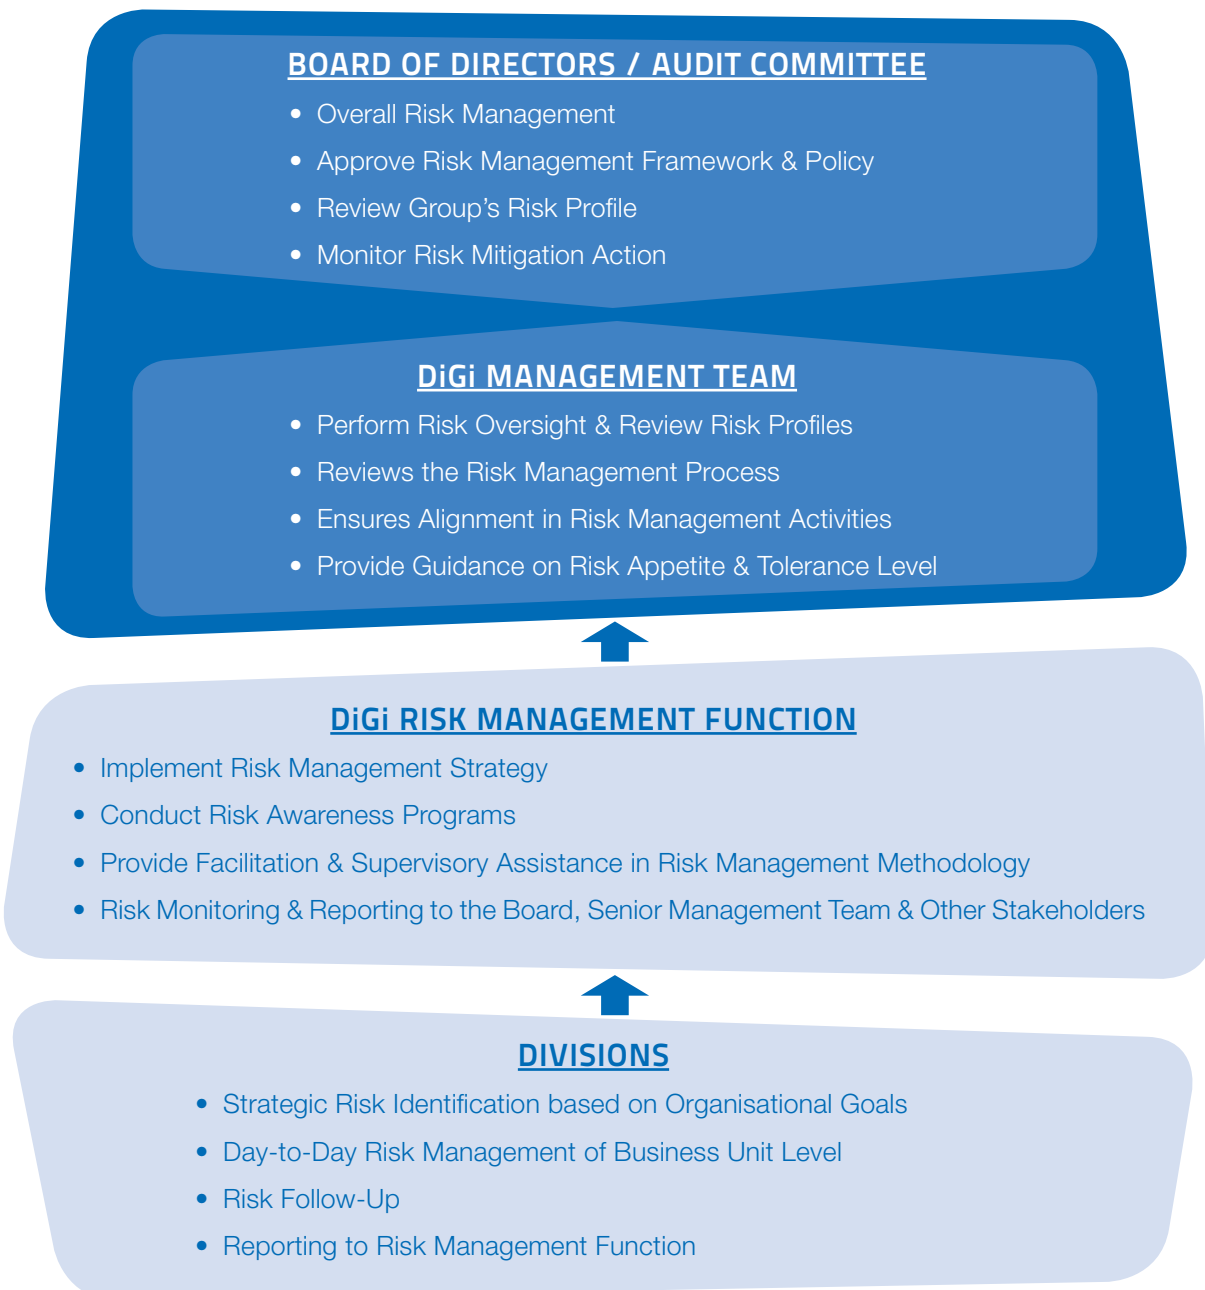 BOARD OF DIRECTORS / AUDIT COMMITTEE
• Overall Risk Management
• Approve Risk Management Framework & Policy
• Review Group’s Risk Profile
• Monitor Risk Mitigation Action
DiGi MANAGEMENT TEAM
• Perform Risk Oversight & Review Risk Profiles
• Reviews the Risk Management Process
• Ensures Alignment in Risk Management Activities
• Provide Guidance on Risk Appetite & Tolerance Level
DiGi RISK MANAGEMENT FUNCTION
• Implement Risk Management Strategy
• Conduct Risk Awareness Programs
• Provide Facilitation & Supervisory Assistance in Risk Management Methodology
• Risk Monitoring & Reporting to the Board, Senior Management Team & Other Stakeholders
DIVISIONS
• Strategic Risk Identification based on Organisational Goals
• Day-to-Day Risk Management of Business Unit Level
• Risk Follow-Up
• Reporting to Risk Management Function